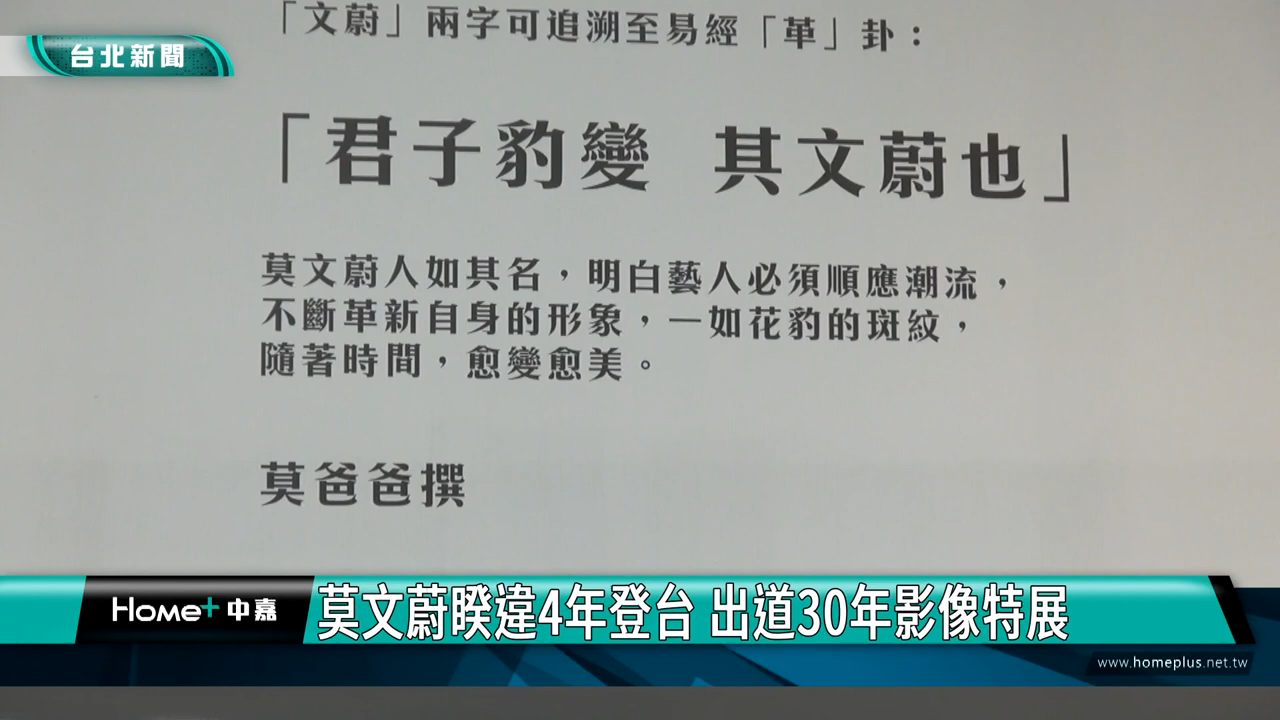 「文蔚」兩字可追溯至易經「革」卦：
台北新聞
「君子豹變 其文蔚也」
莫文蔚人如其名，明白藝人必須順應潮流，
不斷革新自身的形象，一如花豹的斑紋，
隨著時間，愈變愈美。
莫爸爸撰
Home+中嘉
莫文蔚睽違4年登台 出道30年影像特展
www.homeplus.net.tw